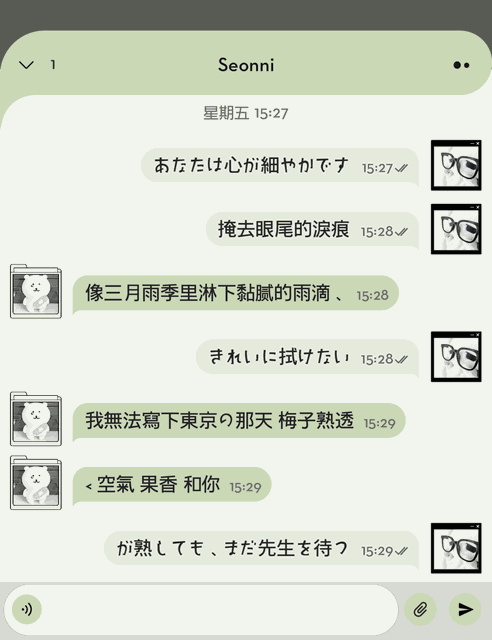 1 Seonni
星期五 15:27
あなたは心が細やかです 15:27
掩去眼尾的淚痕 15:28
像三月雨季里淋下黏膩的雨滴 、 15:28
きれいに拭けない 15:28
我無法寫下東京の那天 梅子熟透 15:29
< 空氣 果香 和你 15:29
が熟しても、まだ先生を待つ 15:29